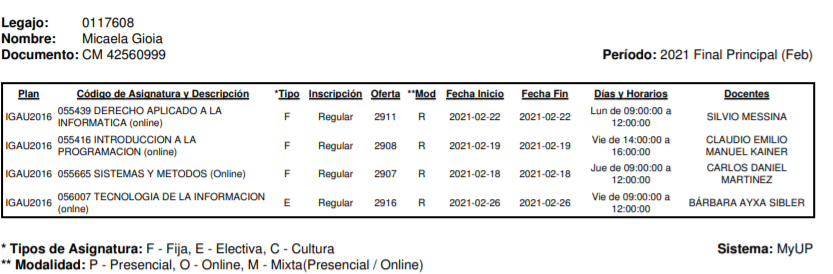 Legajo: 0117608
Nombre: Micaela Gioia
Documento: CM 42560999
Período: 2021 Final Principal (Feb)
Plan Código de Asignatura y Descripción *Tipo Inscripción Oferta **Mod Fecha Inicio Fecha Fin Días y Horarios Docentes
IGAU2016 055439 DERECHO APLICADO A LA INFORMATICA (online) F Regular 2911 R 2021-02-22 2021-02-22 Lun de 09:00:00 a 12:00:00 SILVIO MESSINA
IGAU2016 055416 INTRODUCCION A LA PROGRAMACION (online) F Regular 2908 R 2021-02-19 2021-02-19 Vie de 14:00:00 a 16:00:00 CLAUDIO EMILIO MANUEL KAINER
IGAU2016 055665 SISTEMAS Y METODOS (Online) F Regular 2907 R 2021-02-18 2021-02-18 Jue de 09:00:00 a 12:00:00 CARLOS DANIEL MARTINEZ
IGAU2016 056007 TECNOLOGIA DE LA INFORMACION (onlne) E Regular 2916 R 2021-02-26 2021-02-26 Vie de 09:00:00 a 12:00:00 BÁRBARA AYXA SIBLER
* Tipos de Asignatura: F - Fija, E - Electiva, C - Cultura
Sistema: MyUP
** Modalidad: P - Presencial, O - Online, M - Mixta(Presencial / Online)